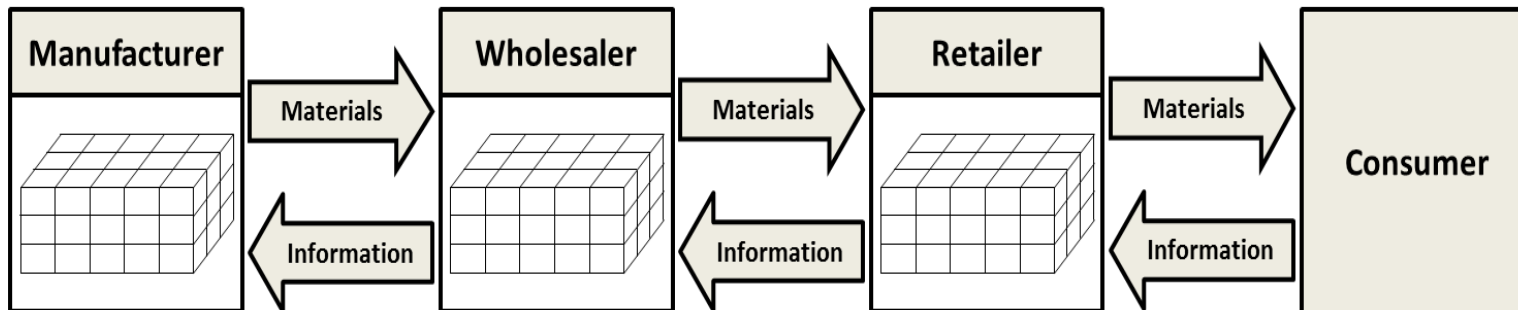 Manufacturer
Wholesaler
Retailer
Consumer
Materials
Materials
Materials
Information
Information
Information